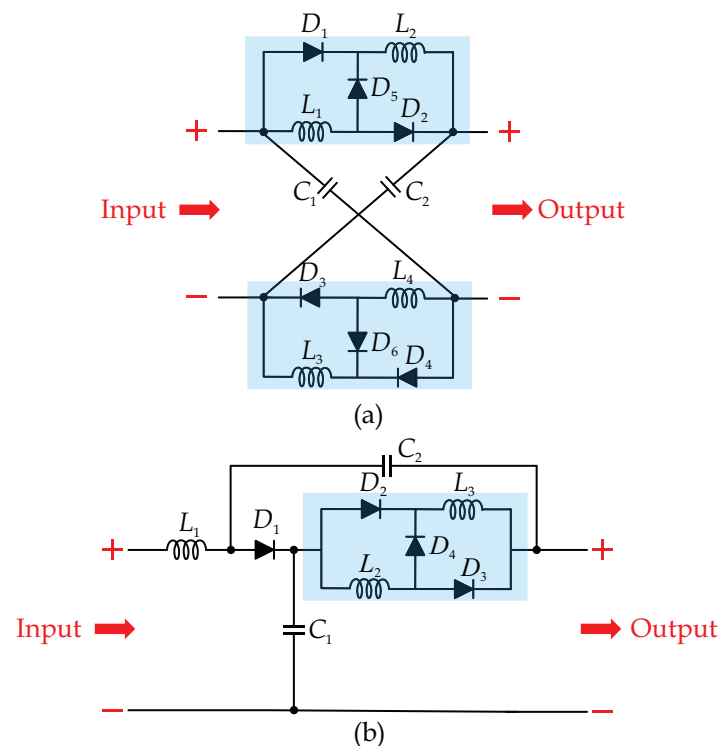 D1 L2
D5
L1 D2
+ +
C1 C2
Input Output
− −
D3 L4
D6
L3 D4
(a)
C2
D2 L3
L1 D1
+ +
D4
L2 D3
Input C1 Output
− −
(b)